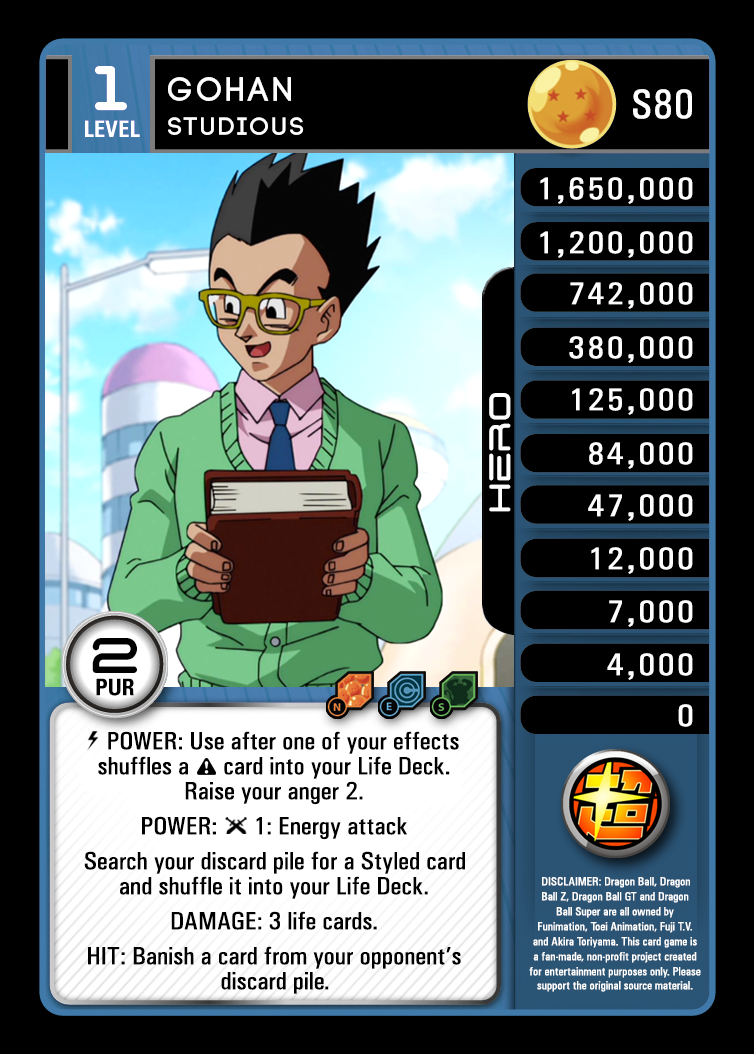 1
LEVEL
GOHAN
STUDIOUS
S80
1,650,000
1,200,000
742,000
380,000
125,000
84,000
47,000
12,000
7,000
4,000
0
HERO
2
PUR
N E S
POWER: Use after one of your effects
shuffles a card into your Life Deck.
Raise your anger 2.
POWER: 1: Energy attack
Search your discard pile for a Styled card
and shuffle it into your Life Deck.
DAMAGE: 3 life cards.
HIT: Banish a card from your opponent's
discard pile.
超
DISCLAIMER: Dragon Ball, Dragon
Ball Z, Dragon Ball GT and Dragon
Ball Super are all owned by
Funimation, Toei Animation, Fuji T.V.
and Akira Toriyama. This card game is
a fan-made, non-profit project created
for entertainment purposes only. Please
support the original source material.